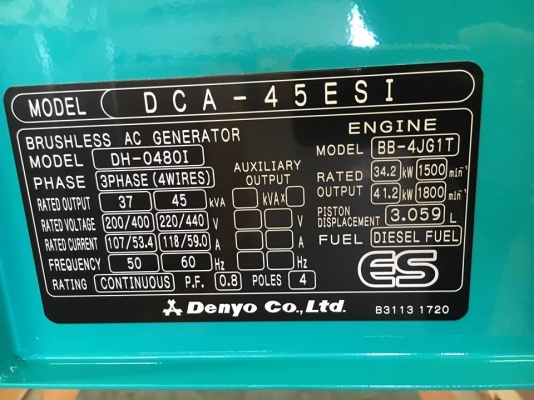 MODEL DCA-45ESI
BRUSHLESS AC GENERATOR
MODEL DH-0480I
PHASE 3PHASE (4WIRES)
RATED OUTPUT 37 45 kVA
RATED VOLTAGE 200/400 220/440 V
RATED CURRENT 107/53.4 118/59.0 A
FREQUENCY 50 60 Hz
RATING CONTINUOUS P.F. 0.8 POLES 4
AUXILIARY
OUTPUT
kVAx
V
A
Hz
ENGINE
MODEL BB-4JG1T
RATED 34.2 kW 1500 min⁻¹
OUTPUT 41.2 kW 1800 min⁻¹
PISTON
DISPLACEMENT 3.059 L
FUEL DIESEL FUEL
ES
Denyo Co.,Ltd.
B3113 1720